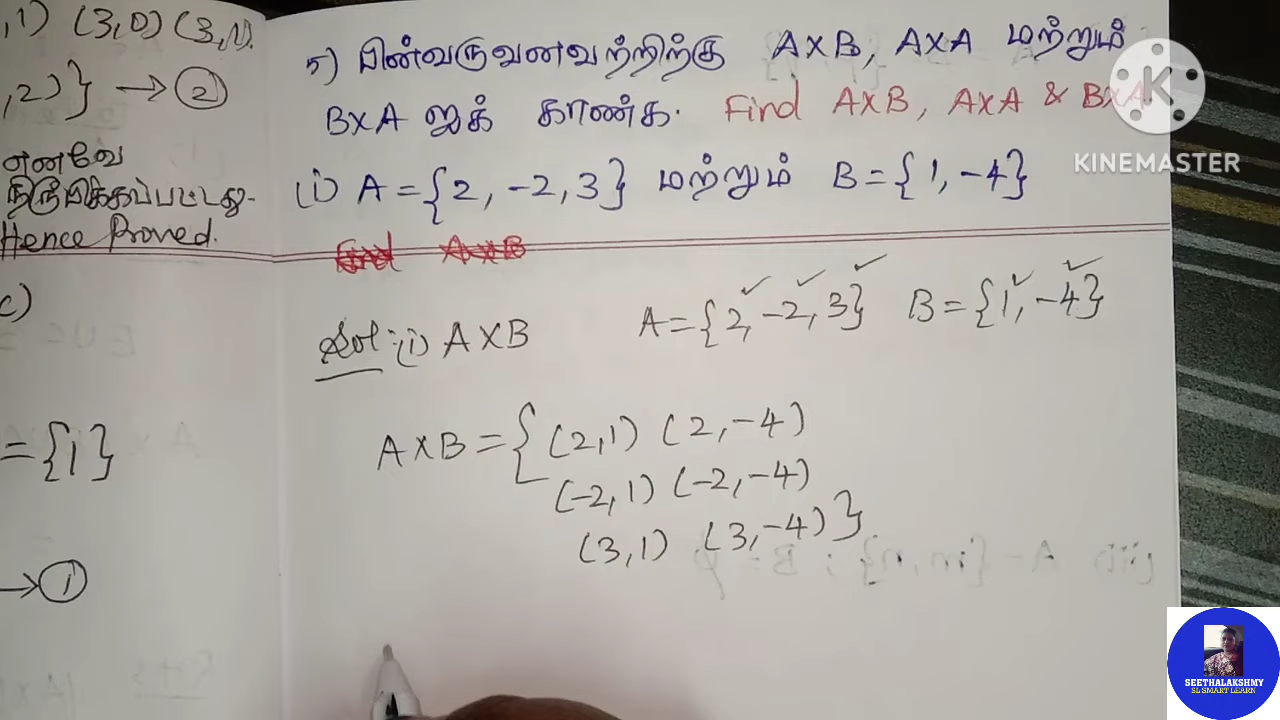 ,1) (3,0) (3,1).
,2)} → ②
எனவே
நிரூபிக்கப்பட்டது.
Hence Proved.
c)
= {1}
→ ①
5) பின்வருவனவற்றிற்கு A×B, A×A மற்றும்
B×A ஐக் காண்க. Find A×B, A×A & B×A.
(i) A = {2, -2, 3} மற்றும் B = {1, -4}
Sol :- (i) A×B A = {2, -2, 3} B = {1, -4}
A×B = { (2,1) (2,-4)
(-2,1) (-2,-4)
(3,1) (3,-4) }
K
KINEMASTER
SEETHALAKSHMY
SL SMART LEARN